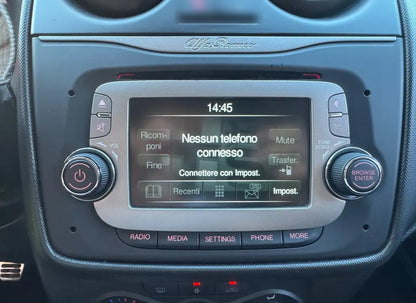 Alfa Romeo
14:45
Ricom-
poni
Nessun telefono
connesso
Mute
Fine
Connettere con Impost.
Trasfer.
Recenti
Impost.
VOL
TUNE
SCROLL
BROWSE
ENTER
RADIO
MEDIA
SETTINGS
PHONE
MORE